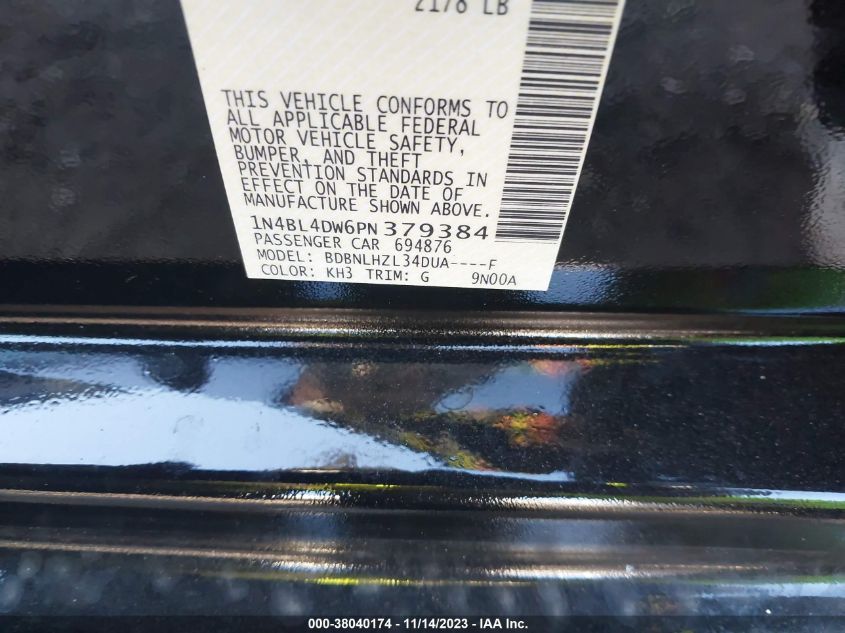 2178 LB
THIS VEHICLE CONFORMS TO
ALL APPLICABLE FEDERAL
MOTOR VEHICLE SAFETY,
BUMPER, AND THEFT
PREVENTION STANDARDS IN
EFFECT ON THE DATE OF
MANUFACTURE SHOWN ABOVE.
1N4BL4DW6PN379384
PASSENGER CAR 694876
MODEL: BDBNLHZL34DUA----F
COLOR: KH3 TRIM: G 9N00A
000-38040174 - 11/14/2023 - IAA Inc.